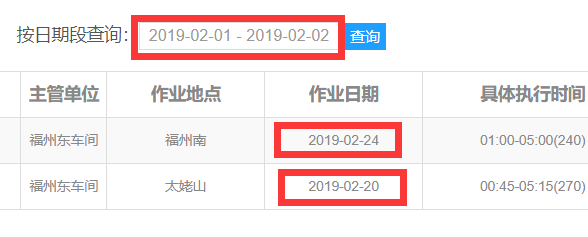 按日期段查询： 2019-02-01 - 2019-02-02 查询
主管单位 作业地点 作业日期 具体执行时间
福州东车间 福州南 2019-02-24 01:00-05:00(240)
福州东车间 太姥山 2019-02-20 00:45-05:15(270)